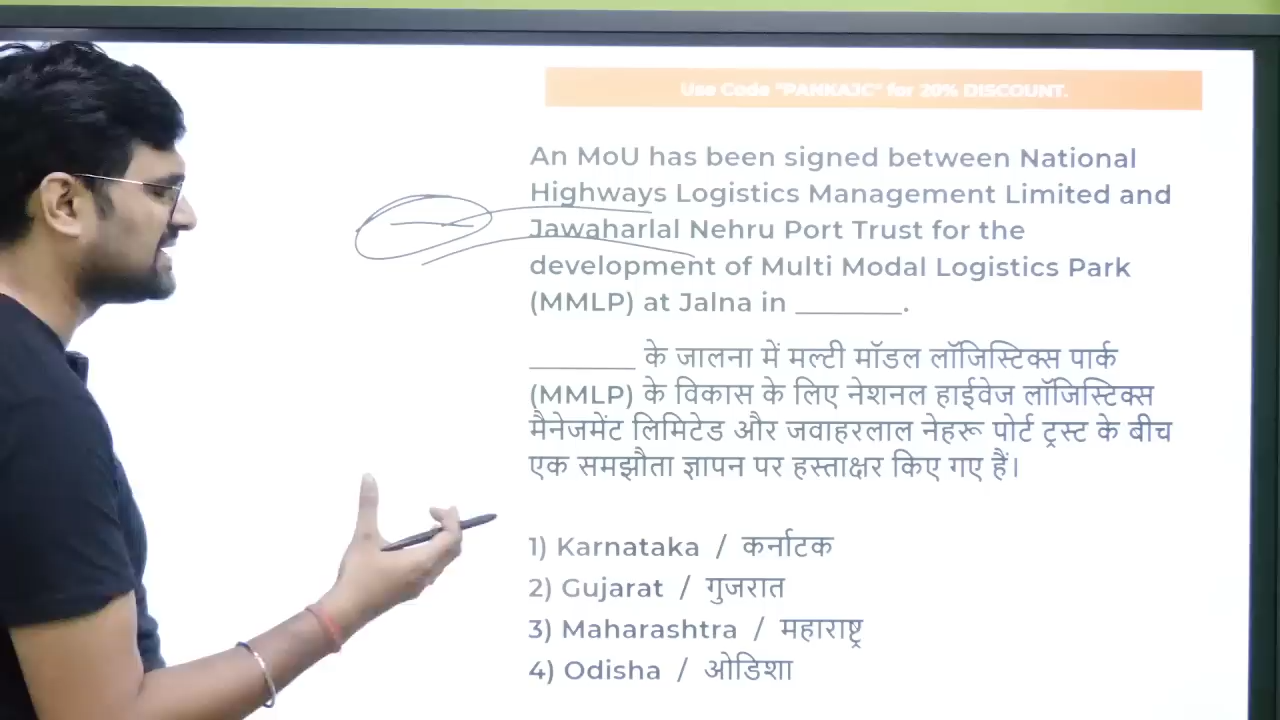 Use Code "PANKAJC" for 20% DISCOUNT.
An MoU has been signed between National
Highways Logistics Management Limited and
Jawaharlal Nehru Port Trust for the
development of Multi Modal Logistics Park
(MMLP) at Jalna in ________.
________ के जालना में मल्टी मॉडल लॉजिस्टिक्स पार्क
(MMLP) के विकास के लिए नेशनल हाईवेज लॉजिस्टिक्स
मैनेजमेंट लिमिटेड और जवाहरलाल नेहरू पोर्ट ट्रस्ट के बीच
एक समझौता ज्ञापन पर हस्ताक्षर किए गए हैं।
1) Karnataka / कर्नाटक
2) Gujarat / गुजरात
3) Maharashtra / महाराष्ट्र
4) Odisha / ओडिशा